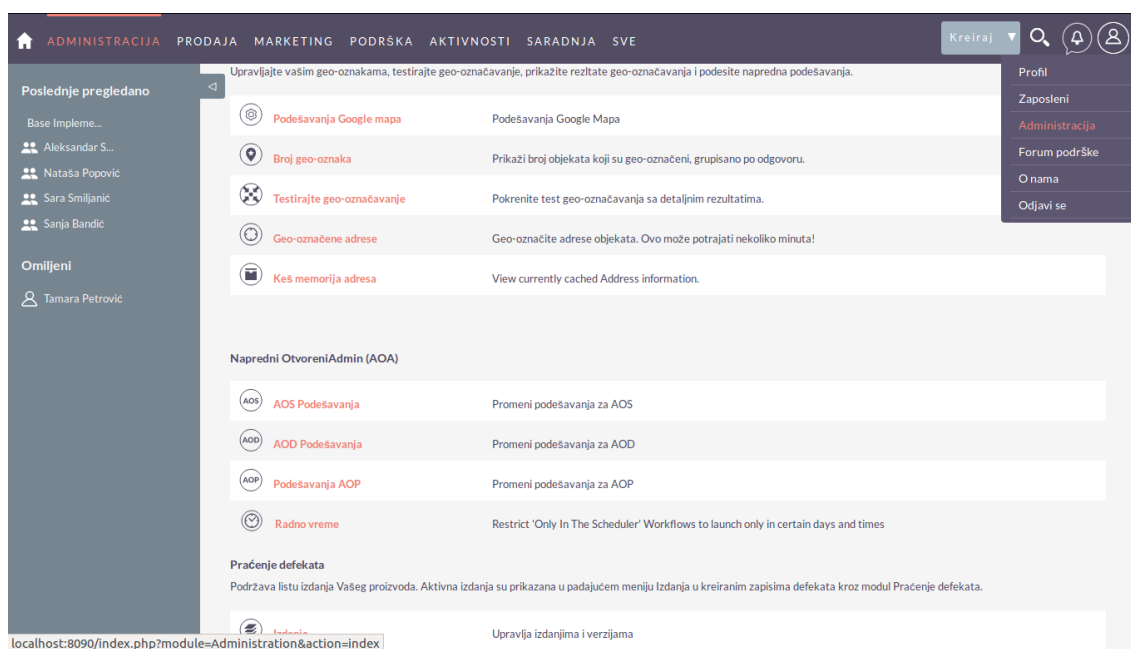 ADMINISTRACIJA PRODAJA MARKETING PODRŠKA AKTIVNOSTI SARADNJA SVE Kreiraj
Profil
Zaposleni
Administracija
Forum podrške
O nama
Odjavi se
Poslednje pregledano
Base Impleme...
Aleksandar S...
Nataša Popović
Sara Smiljanić
Sanja Bandić
Omiljeni
Tamara Petrović
Upravljajte vašim geo-oznakama, testirajte geo-označavanje, prikažite rezltate geo-označavanja i podesite napredna podešavanja.
Podešavanja Google mapa Podešavanja Google Mapa
Broj geo-oznaka Prikaži broj objekata koji su geo-označeni, grupisano po odgovoru.
Testirajte geo-označavanje Pokrenite test geo-označavanja sa detaljnim rezultatima.
Geo-označene adrese Geo-označite adrese objekata. Ovo može potrajati nekoliko minuta!
Keš memorija adresa View currently cached Address information.
Napredni OtvoreniAdmin (AOA)
AOS AOS Podešavanja Promeni podešavanja za AOS
AOD AOD Podešavanja Promeni podešavanja za AOD
AOP Podešavanja AOP Promeni podešavanja za AOP
Radno vreme Restrict 'Only In The Scheduler' Workflows to launch only in certain days and times
Praćenje defekata
Podržava listu izdanja Vašeg proizvoda. Aktivna izdanja su prikazana u padajućem meniju Izdanja u kreiranim zapisima defekata kroz modul Praćenje defekata.
Izdanja Upravlja izdanjima i verzijama
localhost:8090/index.php?module=Administration&action=index